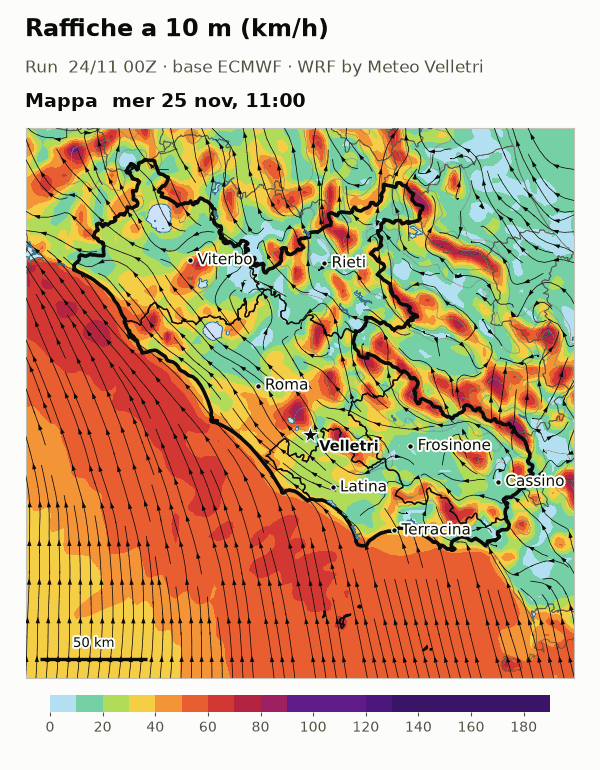 Raffiche a 10 m (km/h)
Run  24/11 00Z · base ECMWF · WRF by Meteo Velletri
Mappa  mer 25 nov, 11:00
Viterbo
Rieti
Roma
Velletri
Frosinone
Cassino
Latina
Terracina
50 km
0 20 40 60 80 100 120 140 160 180